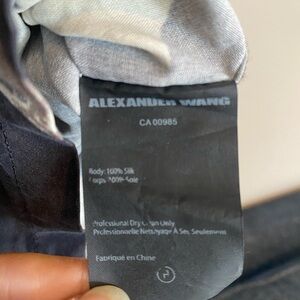 ALEXANDER WANG
CA 00985
Body: 100% Silk
Corps 100% Soie
Professional Dry Clean Only
Professionnelle Nettoyage À Sec, Seulement
Fabriqué en Chine